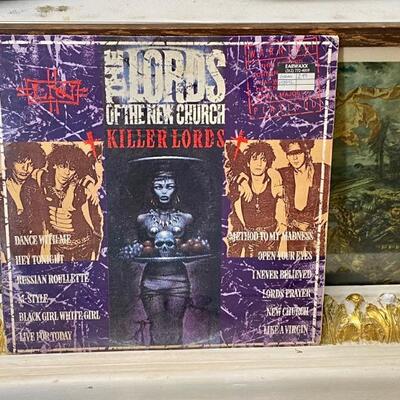 THE LORDS
OF THE NEW CHURCH
KILLER LORDS
EARWAXX
DANCE WITH ME
HEY TONIGHT
RUSSIAN ROULETTE
M-STYLE
BLACK GIRL WHITE GIRL
LIVE FOR TODAY
METHOD TO MY MADNESS
OPEN YOUR EYES
I NEVER BELIEVED
LORDS PRAYER
NEW CHURCH
LIKE A VIRGIN